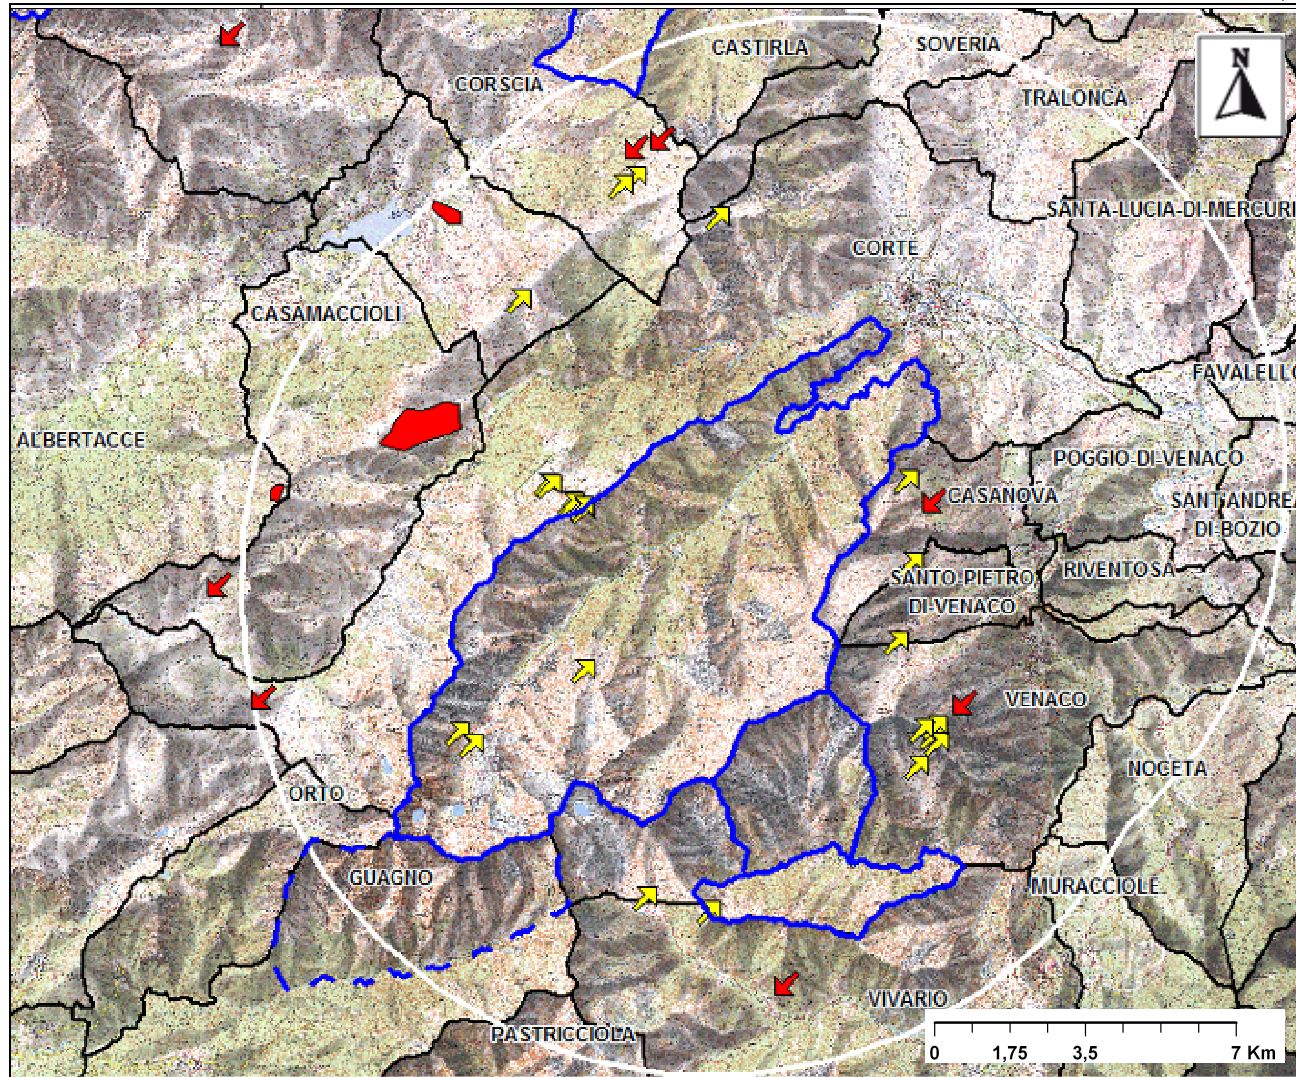 CASTIRLA
SOVERIA
N
CORSCIA
TRALONCA
SANTA-LUCIA-DI-MERCURI
CORTE
CASAMACCIOLI
FAVALELLO
ALBERTACCE
POGGIO-DI-VENACO
CASANOVA
SANT'ANDREA
DI-BOZIO
RIVENTOSA
SANTO-PIETRO
DI-VENACO
VENACO
NOCETA
ORTO
GUAGNO
MURACCIOLE
VIVARIO
PASTRICCIOLA
0 1,75 3,5 7 Km